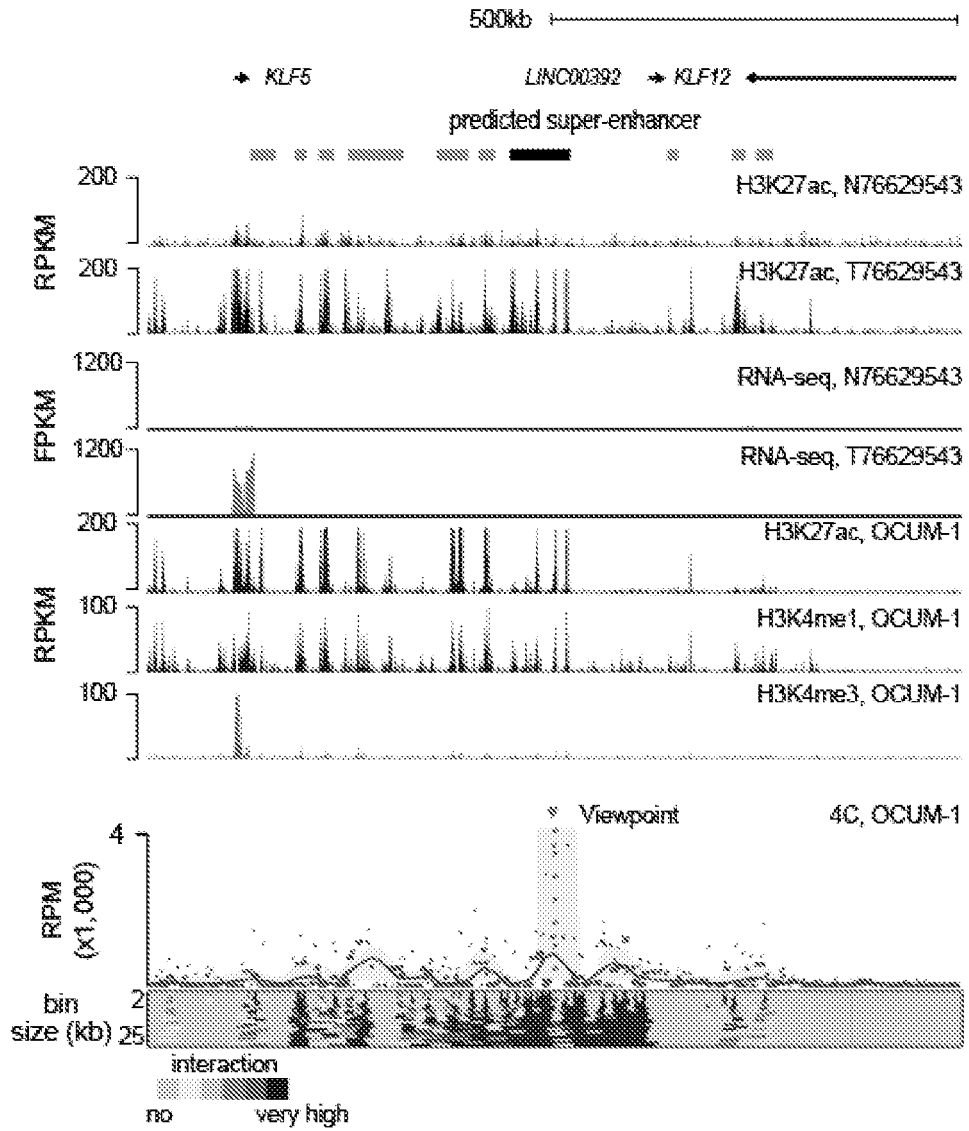 500kb
KLF5 LINC00392 KLF12
predicted super-enhancer
200
H3K27ac, N76629543
RPKM
200
H3K27ac, T76629543
1200
RNA-seq, N76629543
FPKM
1200
RNA-seq, T76629543
200
H3K27ac, OCUM-1
RPKM
100
H3K4me1, OCUM-1
100
H3K4me3, OCUM-1
Viewpoint
4C, OCUM-1
4
RPM
(x1,000)
bin
size (kb)
2
25
interaction
no very high